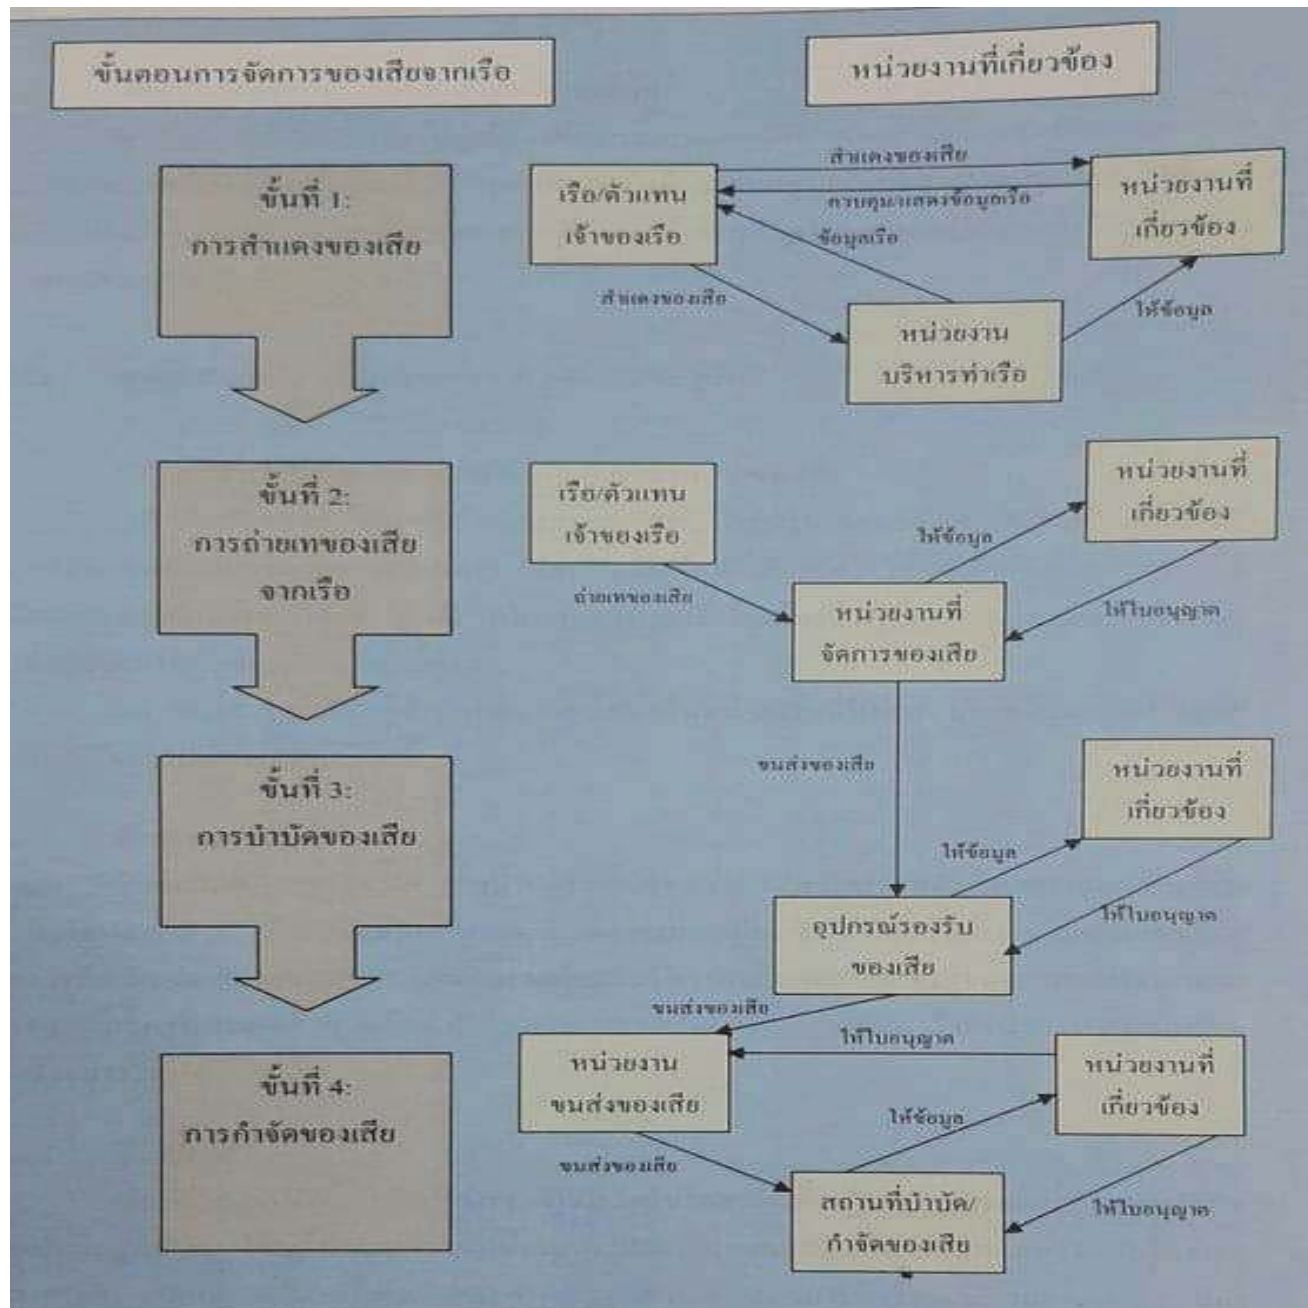 ขั้นตอนการจัดการของเสียจากเรือ
หน่วยงานที่เกี่ยวข้อง
ขั้นที่ 1:
การสำแดงของเสีย
เรือ/ตัวแทน
เจ้าของเรือ
สำแดงของเสีย
ควบคุม/แสดงข้อมูลเรือ
ข้อมูลเรือ
หน่วยงานที่
เกี่ยวข้อง
สำแดงของเสีย
ให้ข้อมูล
หน่วยงาน
บริหารท่าเรือ
ขั้นที่ 2:
การถ่ายเทของเสีย
จากเรือ
เรือ/ตัวแทน
เจ้าของเรือ
หน่วยงานที่
เกี่ยวข้อง
ให้ข้อมูล
ถ่ายเทของเสีย
ให้ใบอนุญาต
หน่วยงานที่
จัดการของเสีย
ขนส่งของเสีย
ขั้นที่ 3:
การบำบัดของเสีย
หน่วยงานที่
เกี่ยวข้อง
ให้ข้อมูล
ให้ใบอนุญาต
อุปกรณ์รองรับ
ของเสีย
ขนส่งของเสีย
ขั้นที่ 4:
การกำจัดของเสีย
หน่วยงาน
ขนส่งของเสีย
ให้ใบอนุญาต
หน่วยงานที่
เกี่ยวข้อง
ให้ข้อมูล
ขนส่งของเสีย
ให้ใบอนุญาต
สถานที่บำบัด/
กำจัดของเสีย